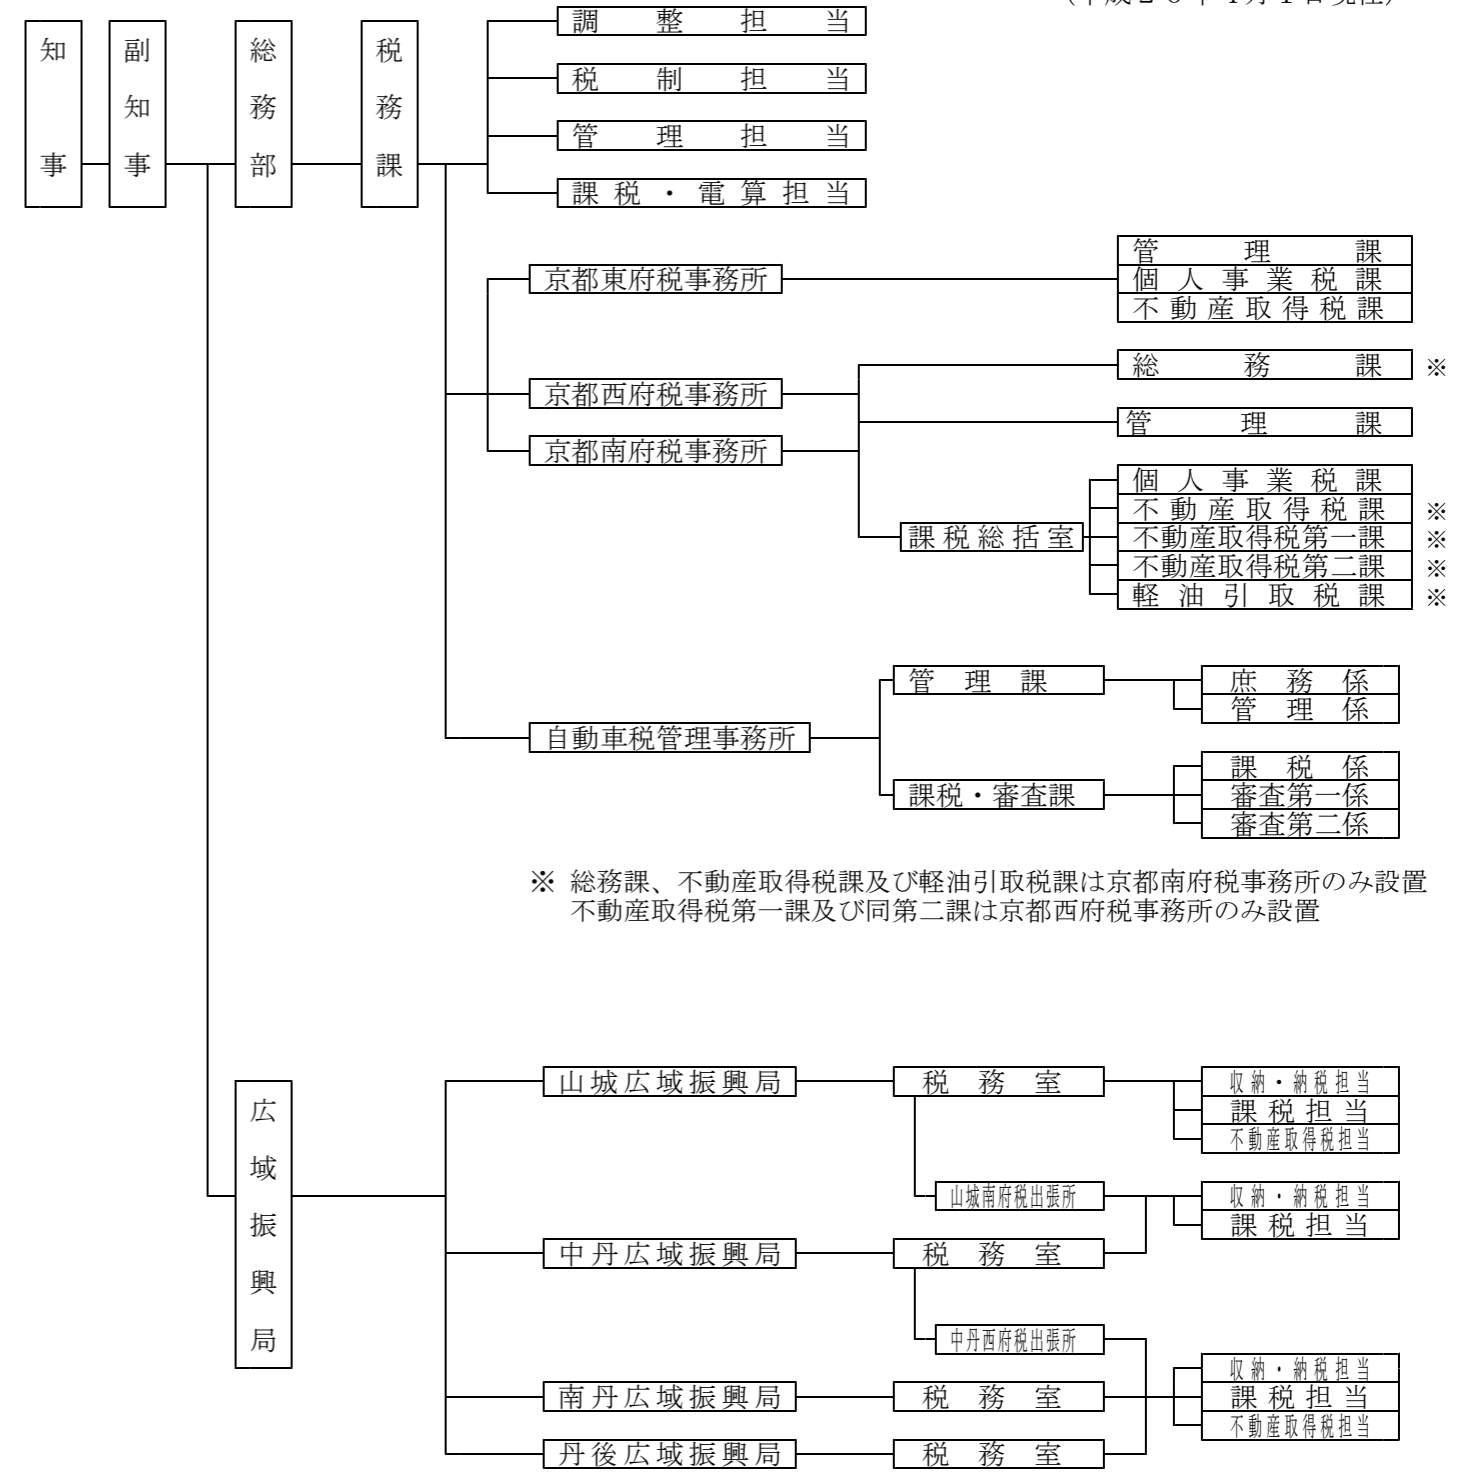 知事
副知事
総務部
税務課
調整担当
税制担当
管理担当
課税・電算担当
京都東府税事務所
管理課
個人事業税課
不動産取得税課
京都西府税事務所
京都南府税事務所
総務課 ※
管理課
課税総括室
個人事業税課
不動産取得税課 ※
不動産取得税第一課 ※
不動産取得税第二課 ※
軽油引取税課 ※
自動車税管理事務所
管理課
庶務係
管理係
課税・審査課
課税係
審査第一係
審査第二係
※ 総務課、不動産取得税課及び軽油引取税課は京都南府税事務所のみ設置
不動産取得税第一課及び同第二課は京都西府税事務所のみ設置
広域振興局
山城広域振興局
税務室
収納・納税担当
課税担当
不動産取得税担当
山城南府税出張所
収納・納税担当
課税担当
中丹広域振興局
税務室
中丹西府税出張所
収納・納税担当
課税担当
不動産取得税担当
南丹広域振興局
税務室
丹後広域振興局
税務室